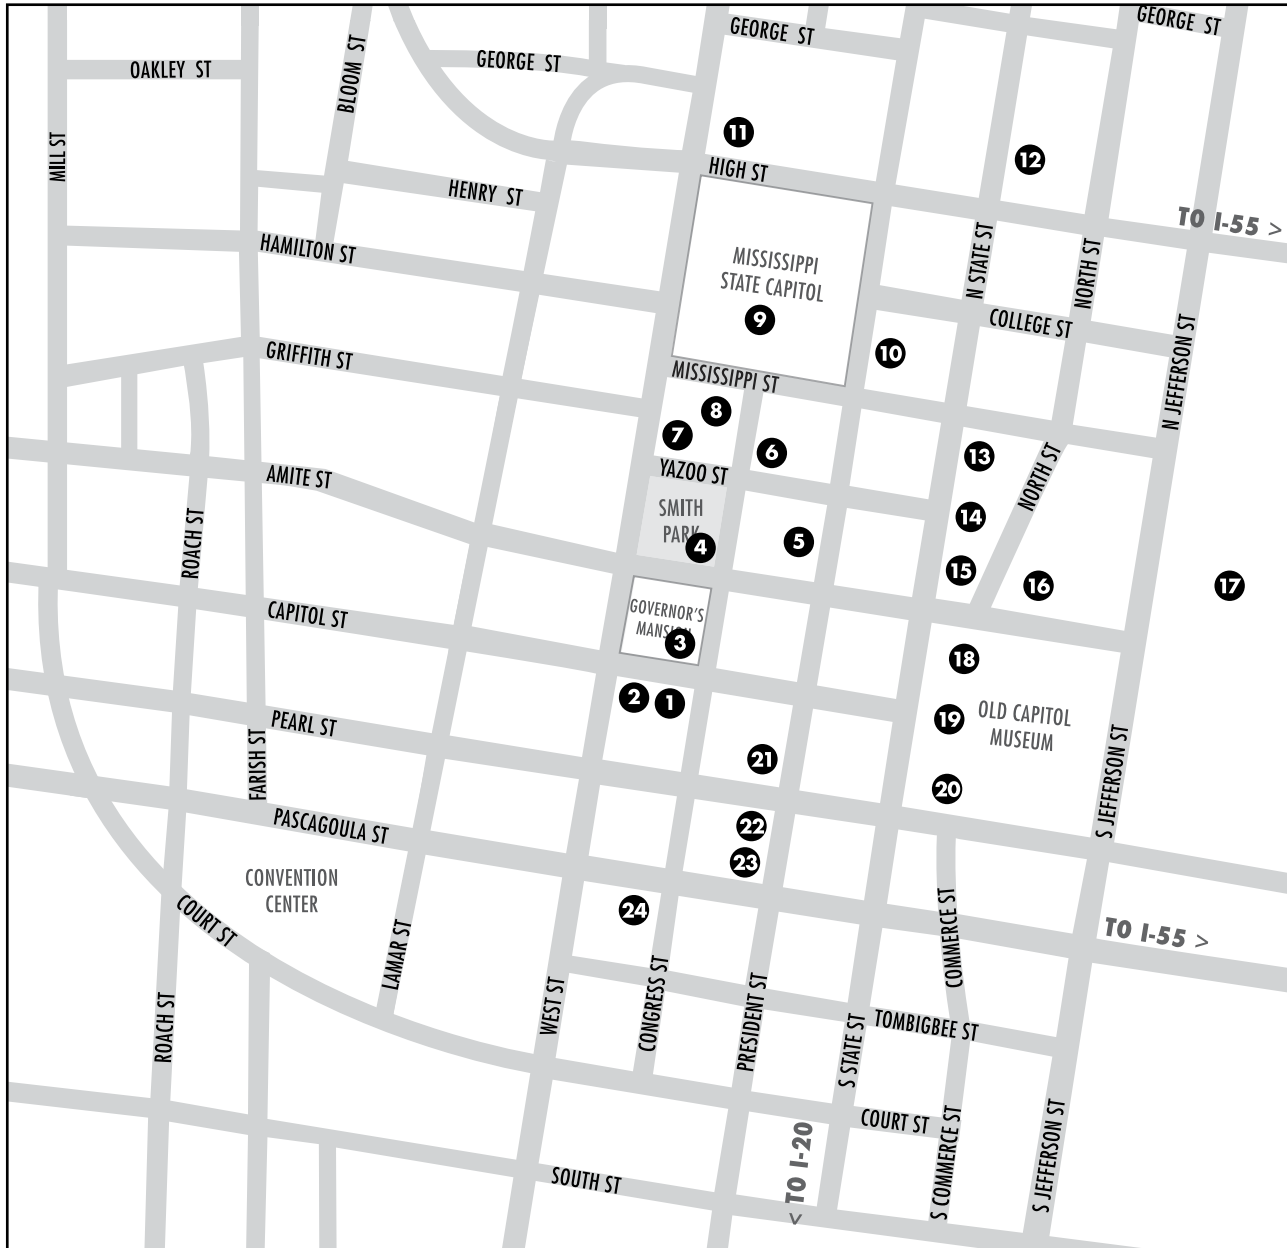 GEORGE ST
GEORGE ST
GEORGE ST
OAKLEY ST
BLOOM ST
MILL ST
11
12
HIGH ST
HENRY ST
TO I-55 >
HAMILTON ST
N STATE ST
NORTH ST
MISSISSIPPI
STATE CAPITOL
9
COLLEGE ST
N JEFFERSON ST
10
GRIFFITH ST
MISSISSIPPI ST
8
7
6
13
YAZOO ST
AMITE ST
NORTH ST
SMITH
PARK
4
5
14
15
16
17
ROACH ST
CAPITOL ST
GOVERNOR'S
3
18
2
1
19
OLD CAPITOL
MUSEUM
PEARL ST
FARISH ST
21
20
S JEFFERSON ST
PASCAGOULA ST
22
23
CONVENTION
CENTER
24
COURT ST
LAMAR ST
COMMERCE ST
TO I-55 >
ROACH ST
WEST ST
CONGRESS ST
PRESIDENT ST
TOMBIGBEE ST
S STATE ST
COURT ST
S COMMERCE ST
S JEFFERSON ST
< TO I-20
SOUTH ST